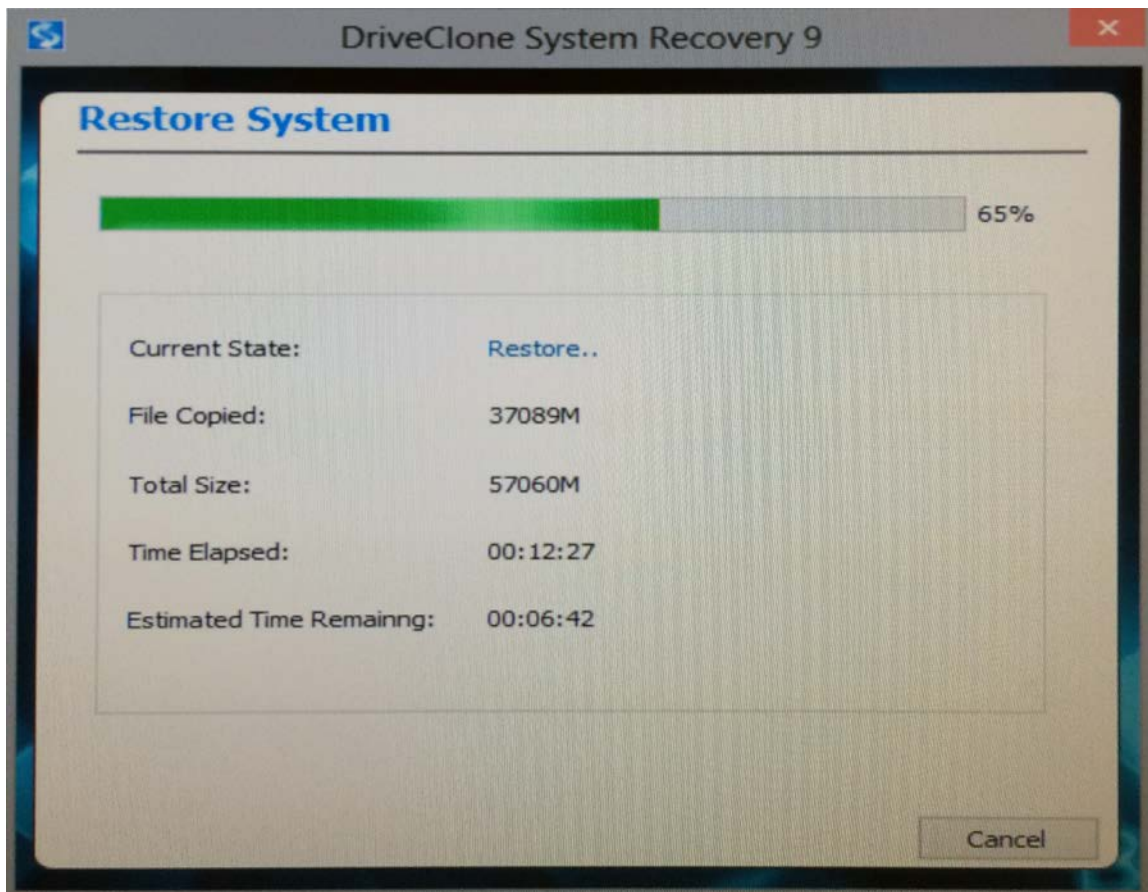 DriveClone System Recovery 9
Restore System
65%
Current State: Restore..
File Copied: 37089M
Total Size: 57060M
Time Elapsed: 00:12:27
Estimated Time Remainng: 00:06:42
Cancel